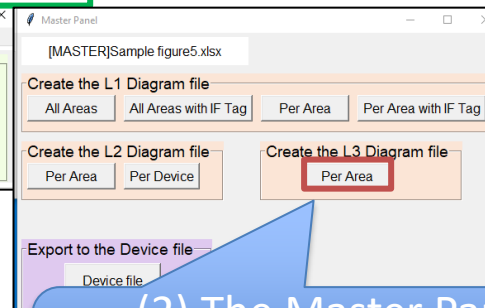 Master Panel
[MASTER]Sample figure5.xlsx
Create the L1 Diagram file
All Areas All Areas with IF Tag Per Area Per Area with IF Tag
Create the L2 Diagram file Create the L3 Diagram file
Per Area Per Device Per Area
Export to the Device file
Device file
(2) The Master Pa